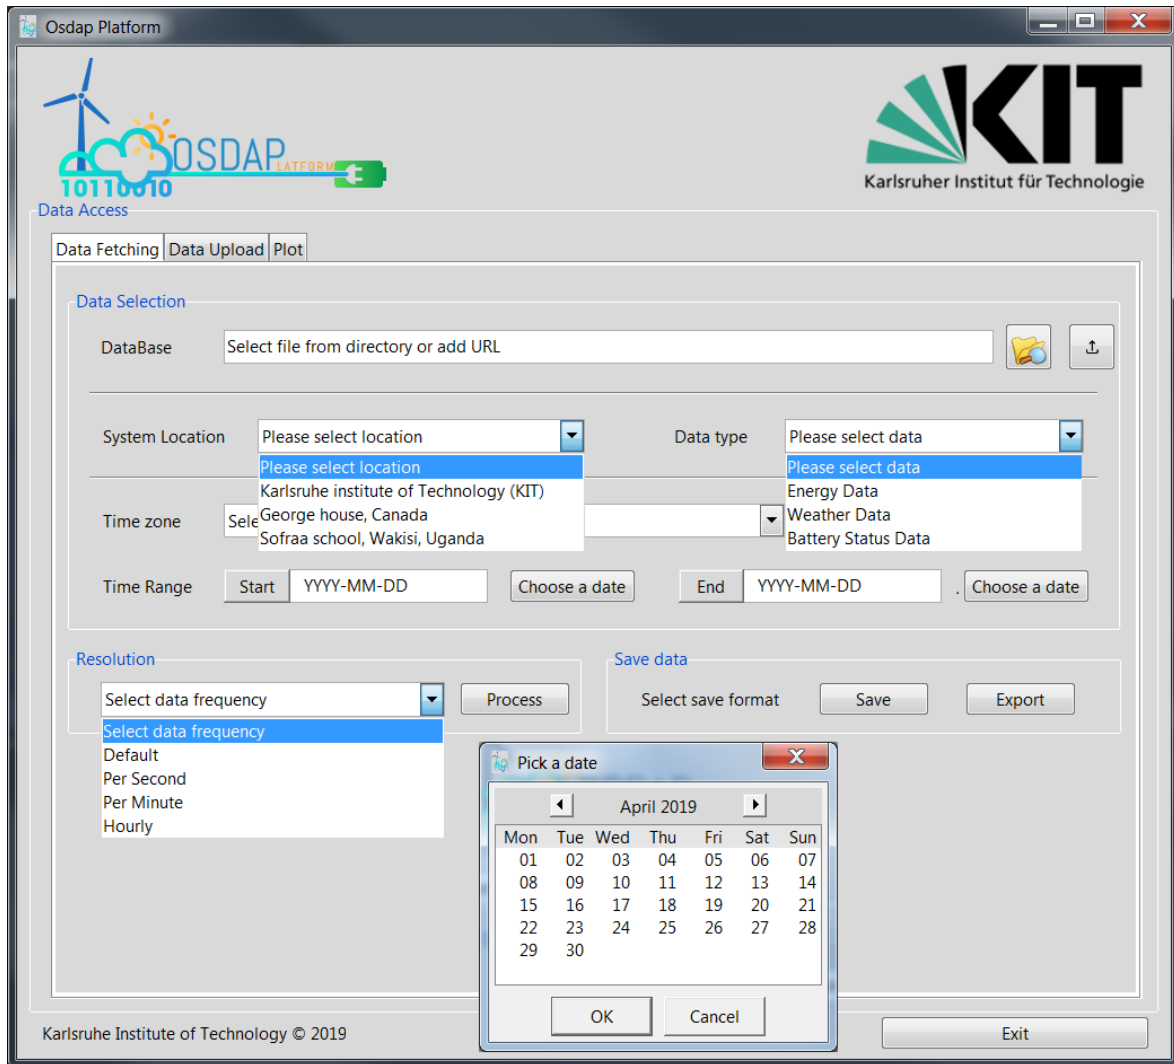 Osdap Platform
OSDAP
LATFORM
10110010
KIT
Karlsruher Institut für Technologie
Data Access
Data Fetching Data Upload Plot
Data Selection
DataBase Select file from directory or add URL
System Location Please select location Data type Please select data
Please select location
Karlsruhe institute of Technology (KIT)
George house, Canada
Sofraa school, Wakisi, Uganda
Please select data
Energy Data
Weather Data
Battery Status Data
Time zone Sele
Time Range Start YYYY-MM-DD Choose a date End YYYY-MM-DD . Choose a date
Resolution
Select data frequency Process
Select data frequency
Default
Per Second
Per Minute
Hourly
Save data
Select save format Save Export
Pick a date
April 2019
Mon Tue Wed Thu Fri Sat Sun
01 02 03 04 05 06 07
08 09 10 11 12 13 14
15 16 17 18 19 20 21
22 23 24 25 26 27 28
29 30
OK Cancel
Karlsruhe Institute of Technology © 2019 Exit